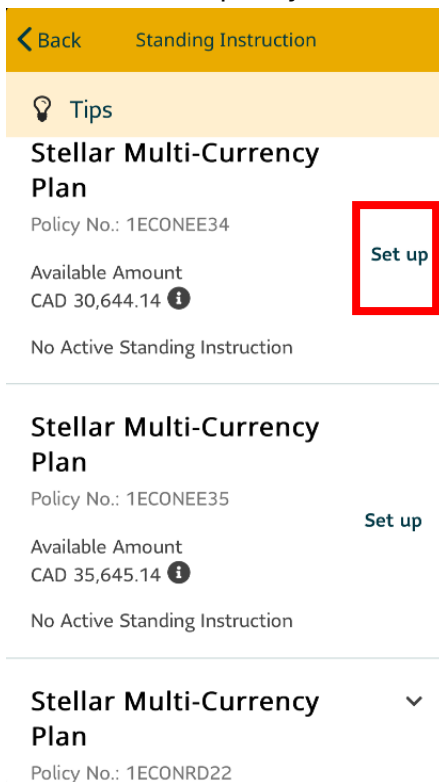 Back
Standing Instruction
Tips
Stellar Multi-Currency
Plan
Policy No.: 1ECONEE34
Set up
Available Amount
CAD 30,644.14
No Active Standing Instruction
Stellar Multi-Currency
Plan
Policy No.: 1ECONEE35
Set up
Available Amount
CAD 35,645.14
No Active Standing Instruction
Stellar Multi-Currency
Plan
Policy No.: 1ECONRD22